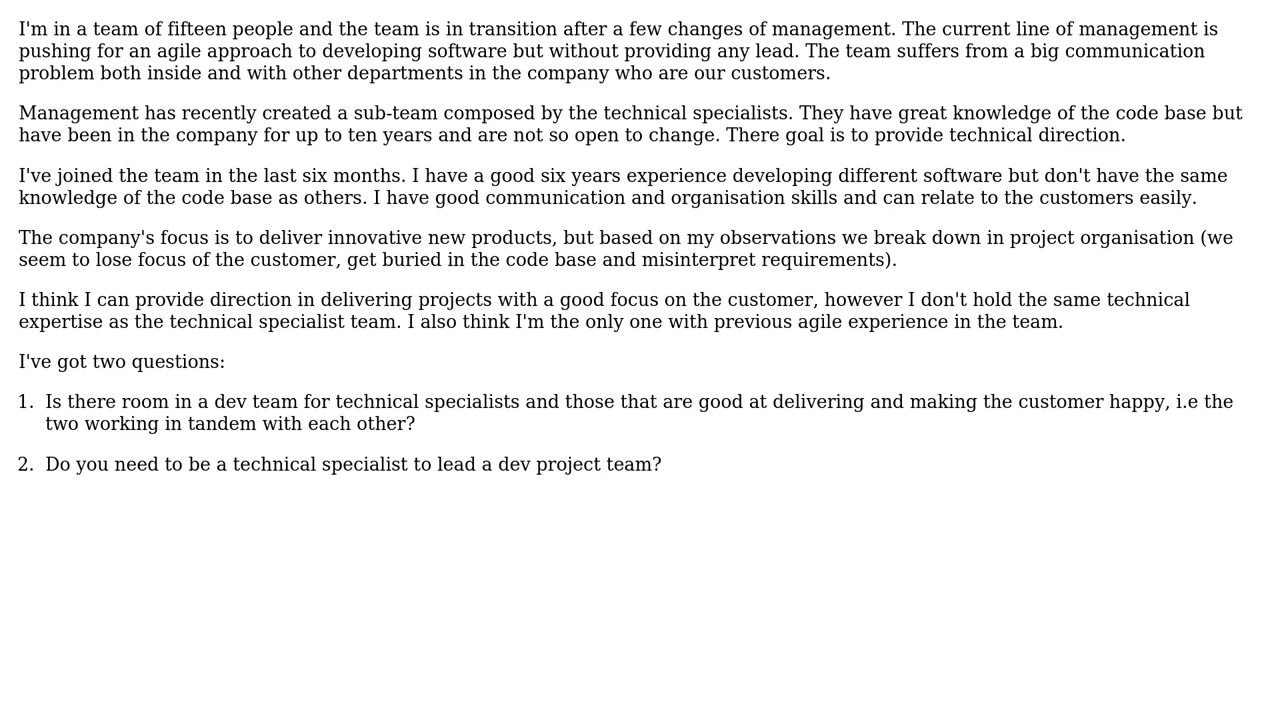 I'm in a team of fifteen people and the team is in transition after a few changes of management. The current line of management is
pushing for an agile approach to developing software but without providing any lead. The team suffers from a big communication
problem both inside and with other departments in the company who are our customers.
Management has recently created a sub-team composed by the technical specialists. They have great knowledge of the code base but
have been in the company for up to ten years and are not so open to change. There goal is to provide technical direction.
I've joined the team in the last six months. I have a good six years experience developing different software but don't have the same
knowledge of the code base as others. I have good communication and organisation skills and can relate to the customers easily.
The company's focus is to deliver innovative new products, but based on my observations we break down in project organisation (we
seem to lose focus of the customer, get buried in the code base and misinterpret requirements).
I think I can provide direction in delivering projects with a good focus on the customer, however I don't hold the same technical
expertise as the technical specialist team. I also think I'm the only one with previous agile experience in the team.
I've got two questions:
1. Is there room in a dev team for technical specialists and those that are good at delivering and making the customer happy, i.e the
two working in tandem with each other?
2. Do you need to be a technical specialist to lead a dev project team?